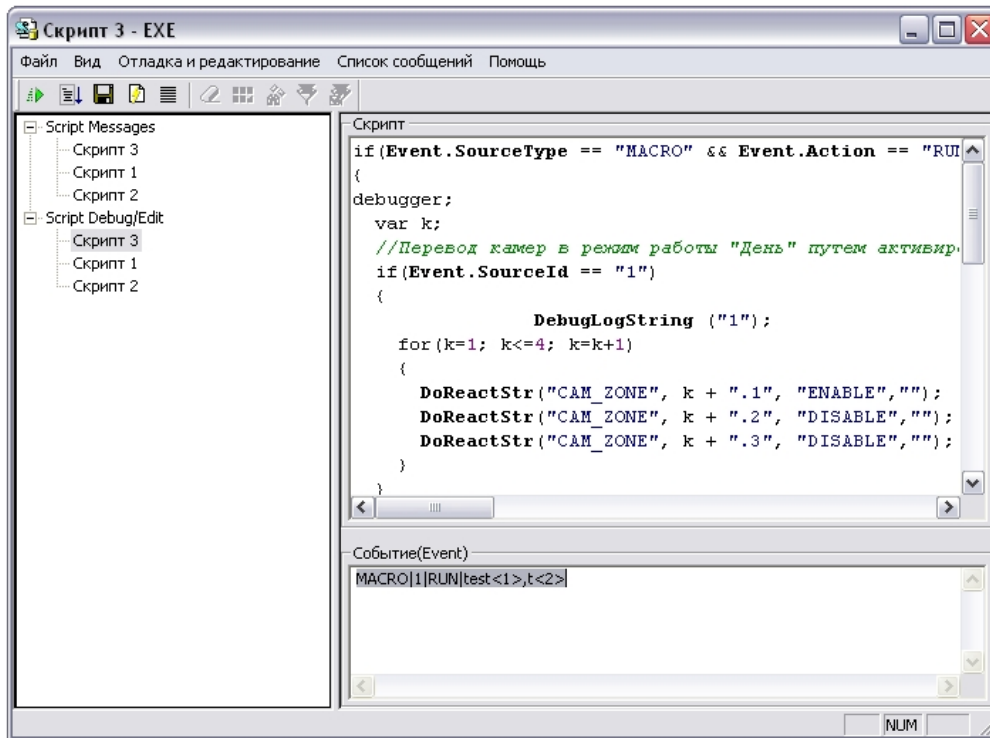 Скрипт 3 - EXE
Файл Вид Отладка и редактирование Список сообщений Помощь
Script Messages
Скрипт 3
Скрипт 1
Скрипт 2
Script Debug/Edit
Скрипт 3
Скрипт 1
Скрипт 2
Скрипт
if(Event.SourceType == "MACRO" && Event.Action == "RU
{
debugger;
var k;
//Перевод камер в режим работы "День" путем активир
if(Event.SourceId == "1")
{
DebugLogString ("1");
for(k=1; k<=4; k=k+1)
{
DoReactStr("CAM_ZONE", k + ".1", "ENABLE","");
DoReactStr("CAM_ZONE", k + ".2", "DISABLE","");
DoReactStr("CAM_ZONE", k + ".3", "DISABLE","");
}
}
Событие(Event)
MACRO|1|RUN|test<1>,t<2>
NUM